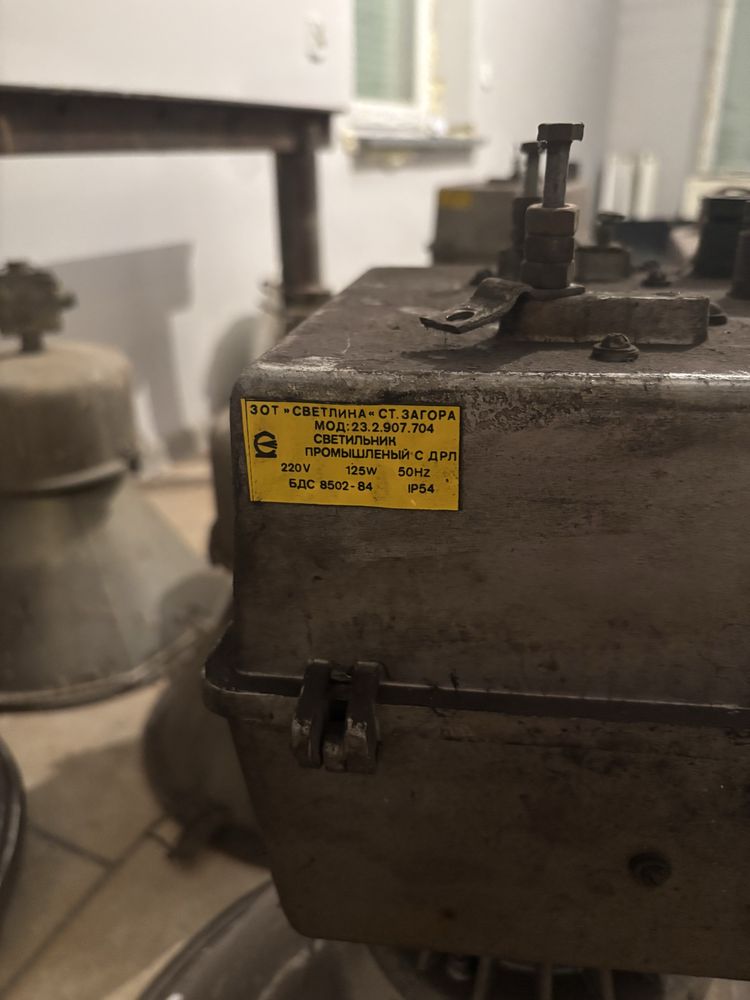 ЗОТ "СВЕТЛИНА" СТ. ЗАГОРА
МОД: 23.2.907.704
СВЕТИЛЬНИК
ПРОМЫШЛЕНЫЙ С ДРЛ
220V 125W 50HZ
БДС 8502-84 IP54